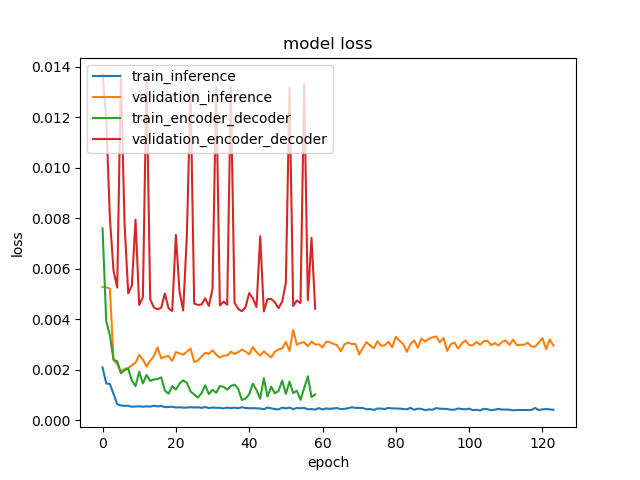 model loss
train_inference
validation_inference
train_encoder_decoder
validation_encoder_decoder
0.014
0.012
0.010
0.008
0.006
0.004
0.002
0.000
loss
0 20 40 60 80 100 120
epoch